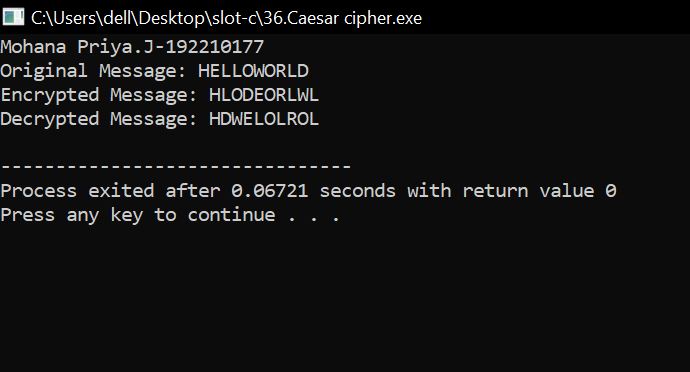 C:\Users\dell\Desktop\slot-c\36.Caesar cipher.exe
Mohana Priya.J-192210177
Original Message: HELLOWORLD
Encrypted Message: HLODEORLWL
Decrypted Message: HDWELOLROL
--------------------------------
Process exited after 0.06721 seconds with return value 0
Press any key to continue . . .